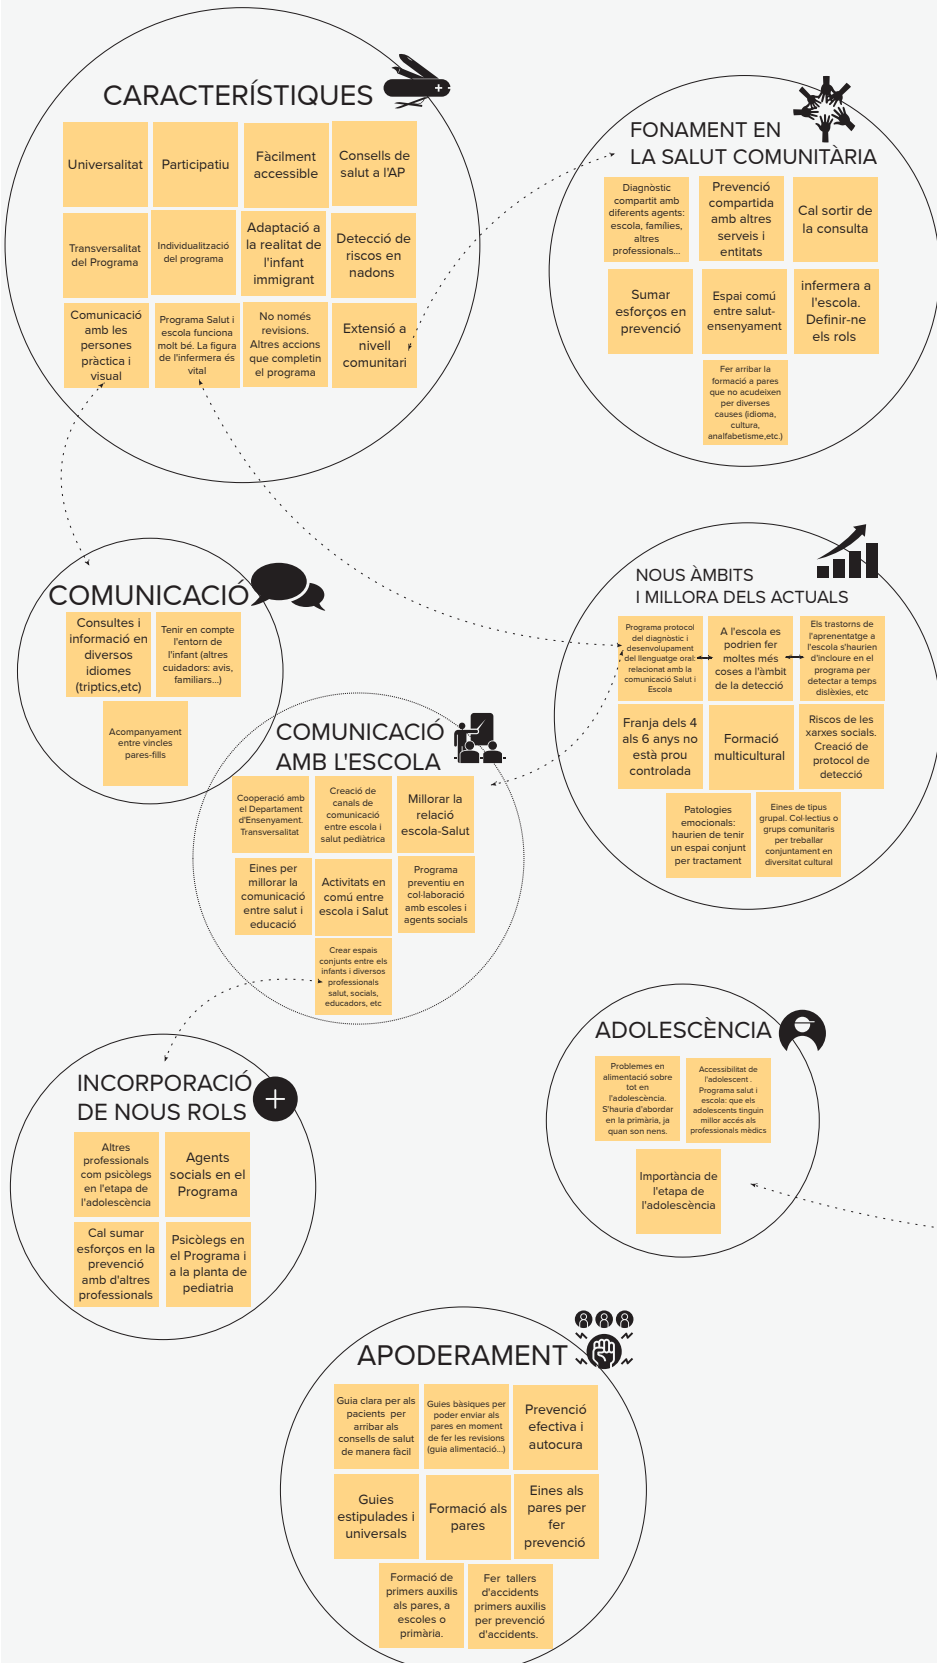 CARACTERÍSTIQUES
Universalitat
Participatiu
Fàcilment
accessible
Consells de
salut a l'AP
Transversalitat
del Programa
Individualització
del programa
Adaptació a
la realitat de
l'infant
immigrant
Detecció de
riscos en
nadons
Comunicació
amb les
persones
pràctica i
visual
Programa Salut i
escola funciona
molt bé. La figura
de l'infermera és
vital
No només
revisions.
Altres accions
que completin
el programa
Extensió a
nivell
comunitari
FONAMENT EN
LA SALUT COMUNITÀRIA
Diagnòstic
compartit amb
diferents agents:
escola, famílies,
altres
professionals...
Prevenció
compartida
amb altres
serveis i
entitats
Cal sortir de
la consulta
Sumar
esforços en
prevenció
Espai comú
entre salut-
ensenyament
infermera a
l'escola.
Definir-ne
els rols
Fer arribar la
formació a pares
que no acudeixen
per diverses
causes (idioma,
cultura,
analfabetisme,etc.)
COMUNICACIÓ
Consultes i
informació en
diversos
idiomes
(triptics,etc)
Tenir en compte
l'entorn de
l'infant (altres
cuidadors: avis,
familiars...)
Acompanyament
entre vincles
pares-fills
NOUS ÀMBITS
I MILLORA DELS ACTUALS
Programa protocol
del diagnòstic i
desenvolupament
del llenguatge oral:
relacionat amb la
comunicació Salut i
Escola
A l'escola es
podrien fer
moltes més
coses a l'àmbit
de la detecció
Els trastorns de
l'aprenentatge a
l'escola s'haurien
d'incloure en el
programa per
detectar a temps
dislèxies, etc
Franja dels 4
als 6 anys no
està prou
controlada
Formació
multicultural
Riscos de les
xarxes socials.
Creació de
protocol de
detecció
Patologies
emocionals:
haurien de tenir
un espai conjunt
per tractament
Eines de tipus
grupal. Col·lectius o
grups comunitaris
per treballar
conjuntament en
diversitat cultural
COMUNICACIÓ
AMB L'ESCOLA
Cooperació amb
el Departament
d'Ensenyament.
Transversalitat
Creació de
canals de
comunicació
entre escola i
salut pediàtrica
Millorar la
relació
escola-Salut
Eines per
millorar la
comunicació
entre salut i
educació
Activitats en
comú entre
escola i Salut
Programa
preventiu en
col·laboració
amb escoles i
agents socials
Crear espais
conjunts entre els
infants i diversos
professionals
salut, socials,
educadors, etc
INCORPORACIÓ
DE NOUS ROLS
Altres
professionals
com psicòlegs
en l'etapa de
l'adolescència
Agents
socials en el
Programa
Cal sumar
esforços en la
prevenció
amb d'altres
professionals
Psicòlegs en
el Programa i
a la planta de
pediatria
ADOLESCÈNCIA
Problemes en
alimentació sobre
tot en
l'adolescència.
S'hauria d'abordar
en la primària, ja
quan son nens.
Accessibilitat de
l'adolescent .
Programa salut i
escola: que els
adolescents tinguin
millor accés als
professionals mèdics
Importància de
l'etapa de
l'adolescència
APODERAMENT
Guia clara per als
pacients per
arribar als
consells de salut
de manera fàcil
Guies bàsiques per
poder enviar als
pares en moment
de fer les revisions
(guia alimentació...)
Prevenció
efectiva i
autocura
Guies
estipulades i
universals
Formació als
pares
Eines als
pares per
fer
prevenció
Formació de
primers auxilis
als pares, a
escoles o
primària.
Fer tallers
d'accidents
primers auxilis
per prevenció
d'accidents.